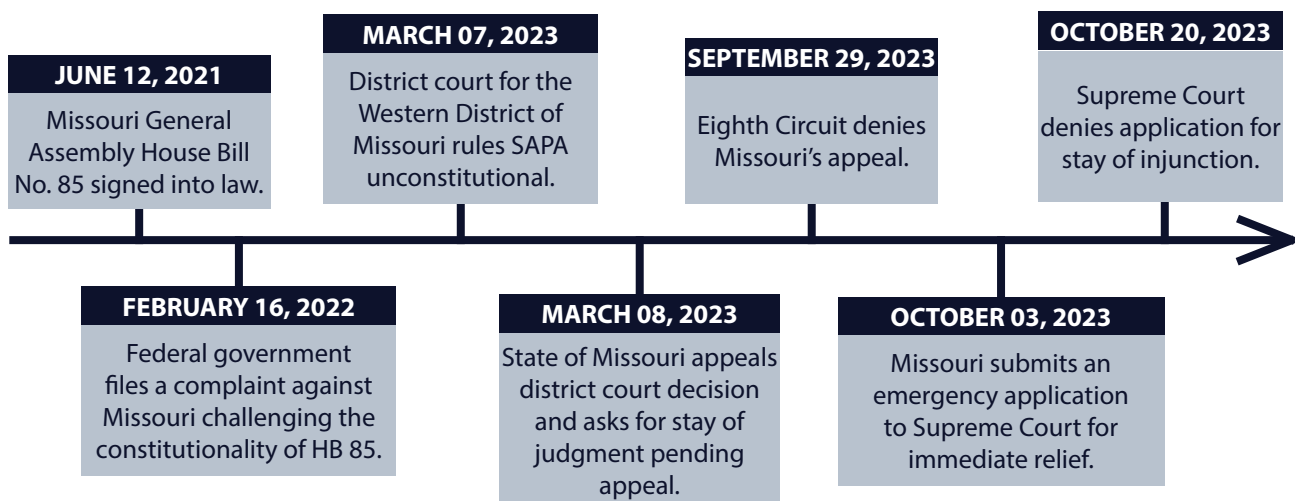 JUNE 12, 2021
Missouri General
Assembly House Bill
No. 85 signed into law.
FEBRUARY 16, 2022
Federal government
files a complaint against
Missouri challenging the
constitutionality of HB 85.
MARCH 07, 2023
District court for the
Western District of
Missouri rules SAPA
unconstitutional.
MARCH 08, 2023
State of Missouri appeals
district court decision
and asks for stay of
judgment pending
appeal.
SEPTEMBER 29, 2023
Eighth Circuit denies
Missouri’s appeal.
OCTOBER 03, 2023
Missouri submits an
emergency application
to Supreme Court for
immediate relief.
OCTOBER 20, 2023
Supreme Court
denies application for
stay of injunction.